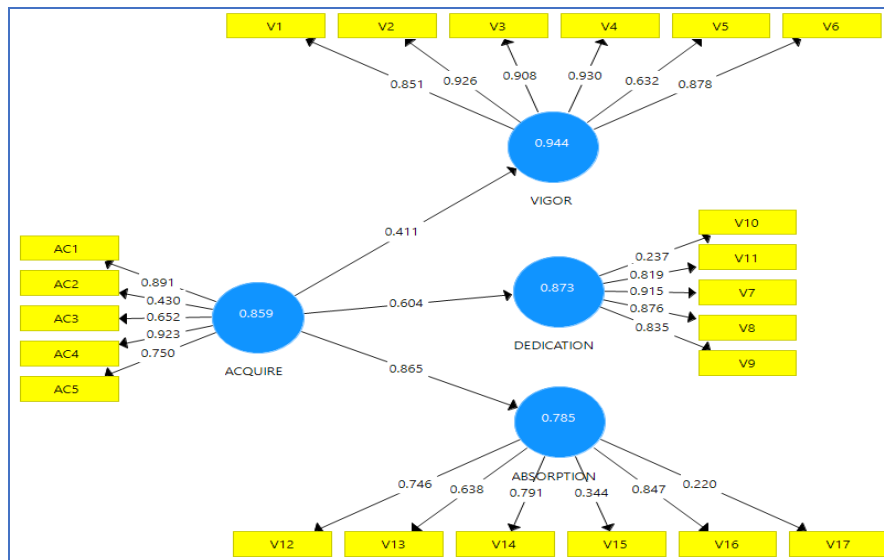 V1 V2 V3 V4 V5 V6
0.851 0.926 0.908 0.930 0.632 0.878
0.944
VIGOR
0.411
AC1
AC2
AC3
AC4
AC5
0.891
0.430
0.652
0.923
0.750
0.859
ACQUIRE
0.604
0.873
DEDICATION
0.237
0.819
0.915
0.876
0.835
V10
V11
V7
V8
V9
0.865
0.785
ABSORPTION
0.746 0.638 0.791 0.344 0.847 0.220
V12 V13 V14 V15 V16 V17